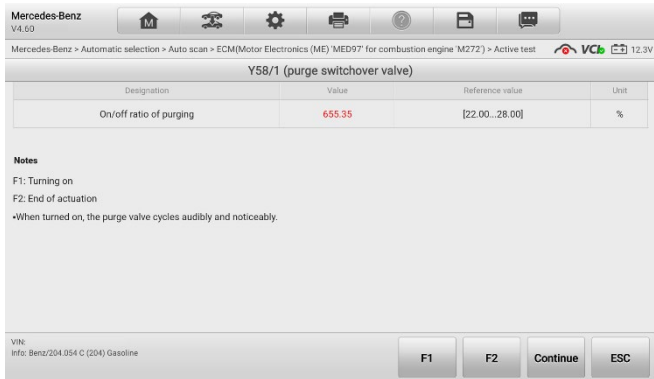 Mercedes-Benz
V4.60
M
?
Mercedes-Benz > Automatic selection > Auto scan > ECM(Motor Electronics (ME) 'MED97' for combustion engine 'M272') > Active test VCI 12.3V
Y58/1 (purge switchover valve)
Designation Value Reference value Unit
On/off ratio of purging 655.35 [22.00...28.00] %
Notes
F1: Turning on
F2: End of actuation
•When turned on, the purge valve cycles audibly and noticeably.
VIN:
Info: Benz/204.054 C (204) Gasoline
F1 F2 Continue ESC